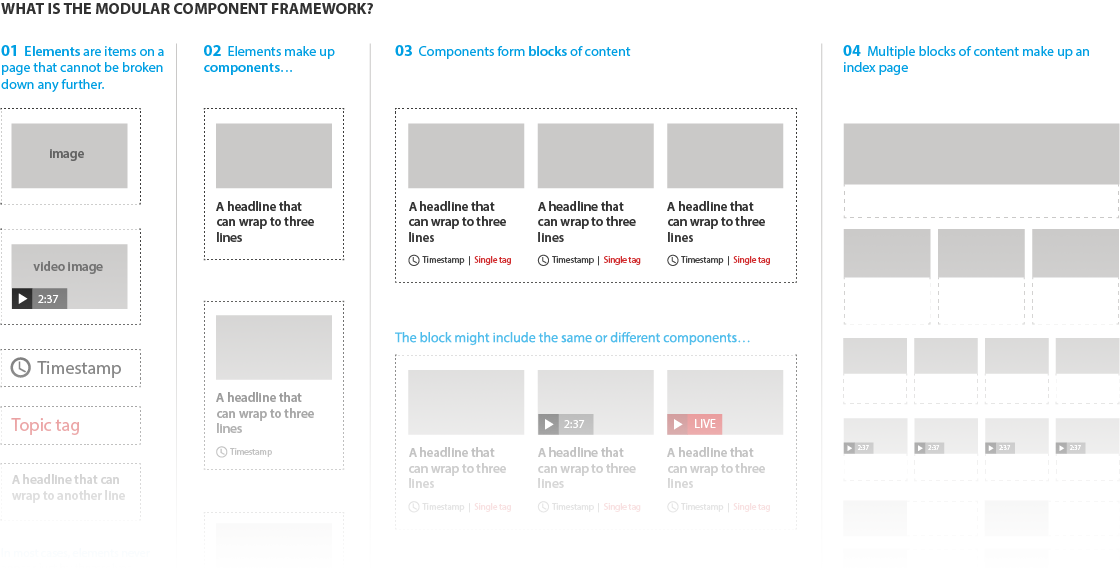 WHAT IS THE MODULAR COMPONENT FRAMEWORK?
01 Elements are items on a
page that cannot be broken
down any further.
image
video image
2:37
Timestamp
Topic tag
A headline that can
wrap to another line
02 Elements make up
components...
A headline that
can wrap to three
lines
A headline that
can wrap to three
lines
Timestamp
03 Components form blocks of content
A headline that
can wrap to three
lines
Timestamp | Single tag
A headline that
can wrap to three
lines
Timestamp | Single tag
A headline that
can wrap to three
lines
Timestamp | Single tag
The block might include the same or different components...
A headline that
can wrap to three
lines
Timestamp | Single tag
2:37
A headline that
can wrap to three
lines
Timestamp | Single tag
LIVE
A headline that
can wrap to three
lines
Timestamp | Single tag
04 Multiple blocks of content make up an
index page
2:37
2:37
2:37
2:37